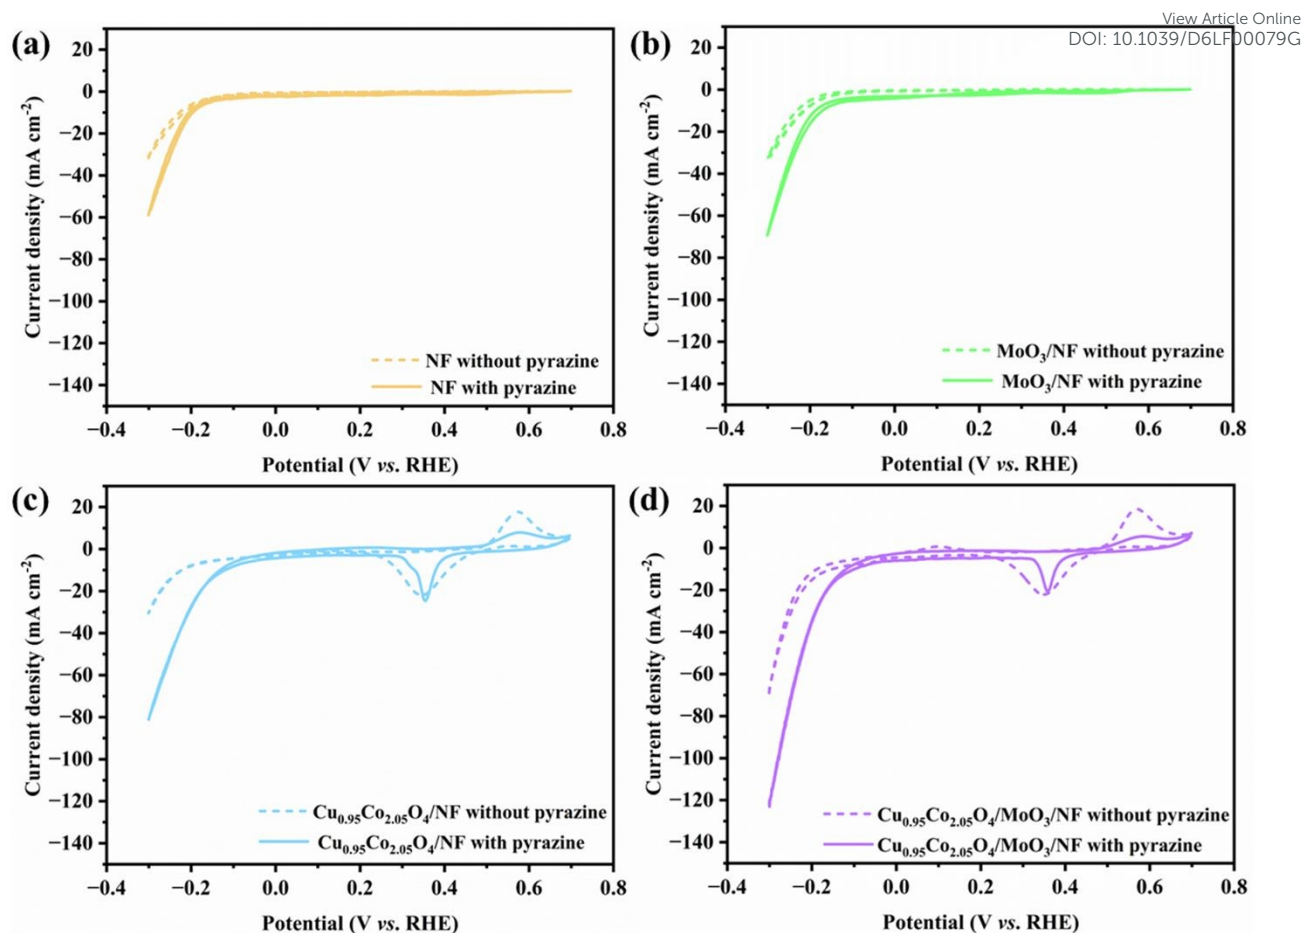 View Article Online
DOI: 10.1039/D6LF00079G
(a)
20
0
−20
−40
−60
−80
−100
−120
−140
Current density (mA cm⁻²)
NF without pyrazine
NF with pyrazine
−0.4 −0.2 0.0 0.2 0.4 0.6 0.8
Potential (V vs. RHE)
(b)
20
0
−20
−40
−60
−80
−100
−120
−140
Current density (mA cm⁻²)
MoO₃/NF without pyrazine
MoO₃/NF with pyrazine
−0.4 −0.2 0.0 0.2 0.4 0.6 0.8
Potential (V vs. RHE)
(c)
20
0
−20
−40
−60
−80
−100
−120
−140
Current density (mA cm⁻²)
Cu₀.₉₅Co₂.₀₅O₄/NF without pyrazine
Cu₀.₉₅Co₂.₀₅O₄/NF with pyrazine
−0.4 −0.2 0.0 0.2 0.4 0.6 0.8
Potential (V vs. RHE)
(d)
20
0
−20
−40
−60
−80
−100
−120
−140
Current density (mA cm⁻²)
Cu₀.₉₅Co₂.₀₅O₄/MoO₃/NF without pyrazine
Cu₀.₉₅Co₂.₀₅O₄/MoO₃/NF with pyrazine
−0.4 −0.2 0.0 0.2 0.4 0.6 0.8
Potential (V vs. RHE)